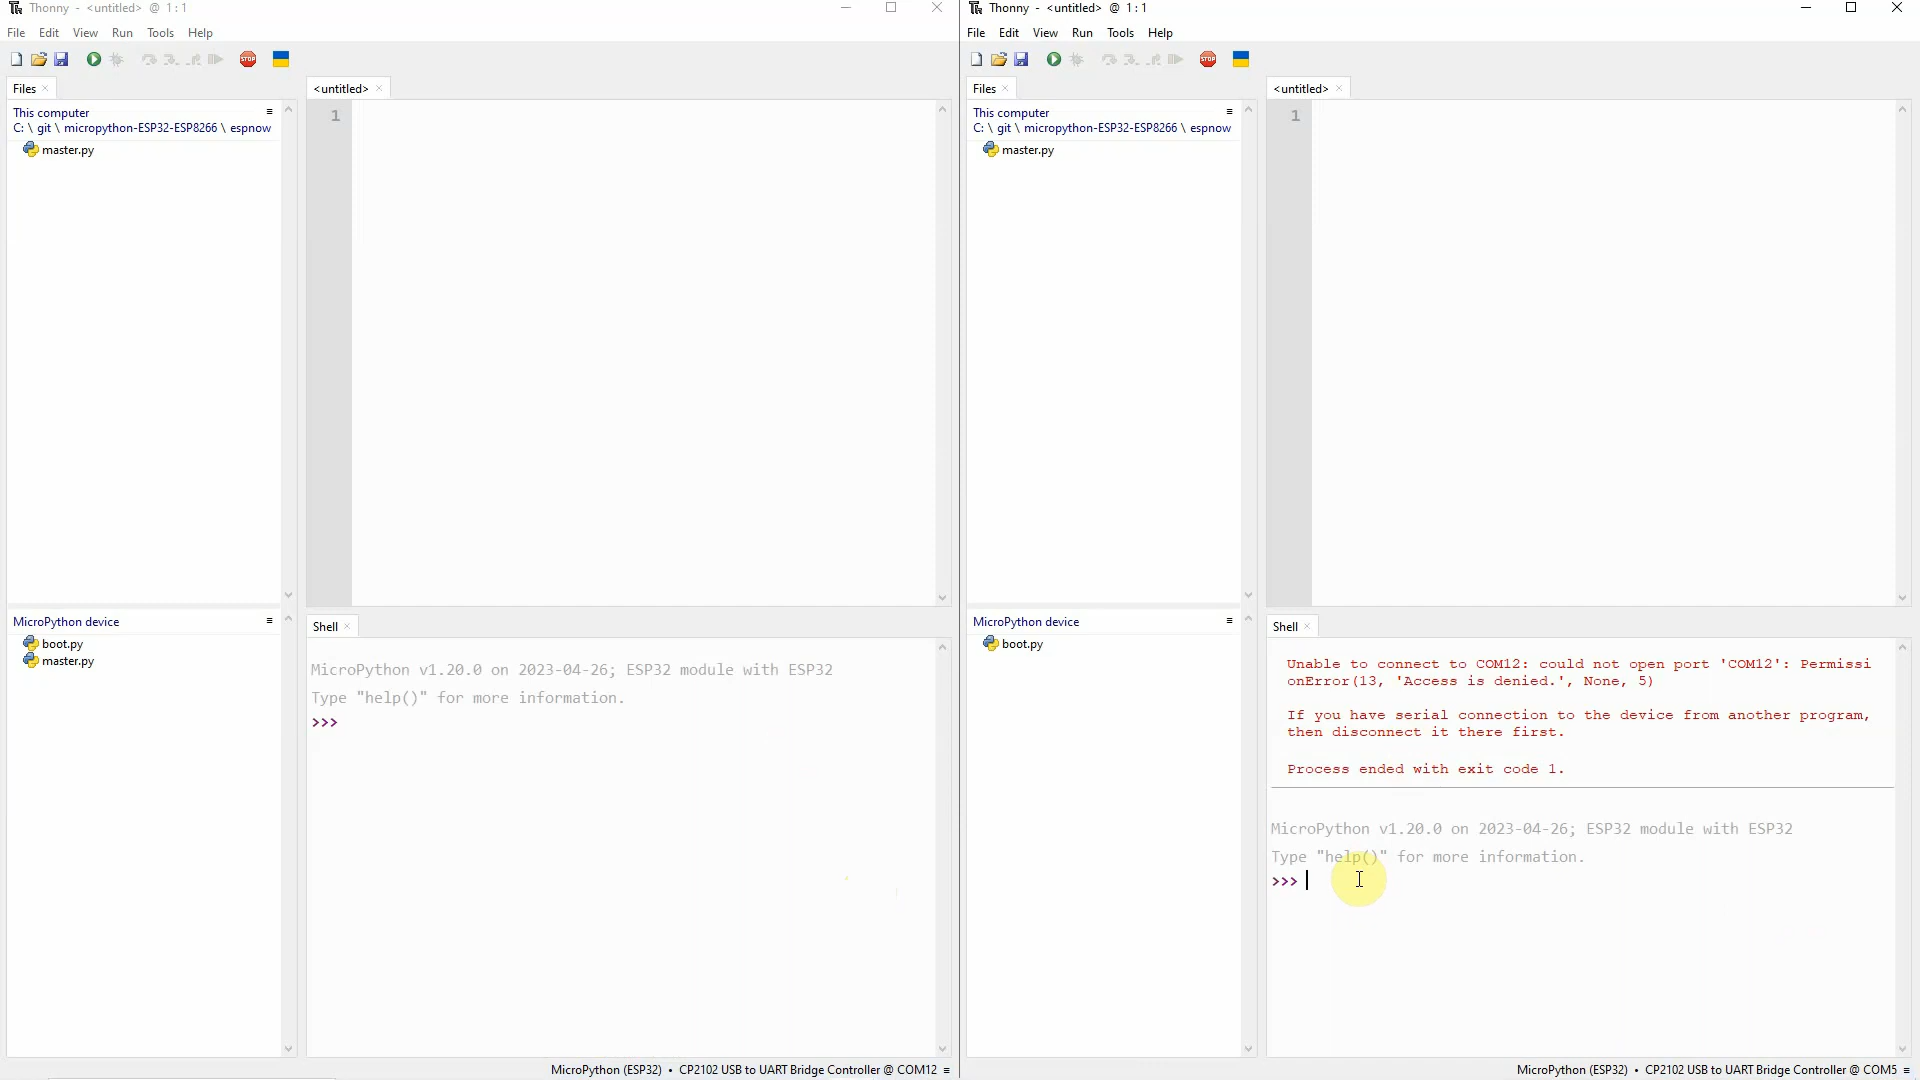 Thonny - <untitled> @ 1:1
File Edit View Run Tools Help
STOP
Files
<untitled>
This computer
C: \ git \ micropython-ESP32-ESP8266 \ espnow
master.py
1
MicroPython device
boot.py
master.py
Shell
MicroPython v1.20.0 on 2023-04-26; ESP32 module with ESP32
Type "help()" for more information.
>>>
MicroPython (ESP32) • CP2102 USB to UART Bridge Controller @ COM12 ≡
Thonny - <untitled> @ 1:1
File Edit View Run Tools Help
STOP
Files
<untitled>
This computer
C: \ git \ micropython-ESP32-ESP8266 \ espnow
master.py
1
MicroPython device
boot.py
Shell
Unable to connect to COM12: could not open port 'COM12': Permissi
onError(13, 'Access is denied.', None, 5)
If you have serial connection to the device from another program,
then disconnect it there first.
Process ended with exit code 1.
MicroPython v1.20.0 on 2023-04-26; ESP32 module with ESP32
Type "help()" for more information.
>>>
MicroPython (ESP32) • CP2102 USB to UART Bridge Controller @ COM5 ≡